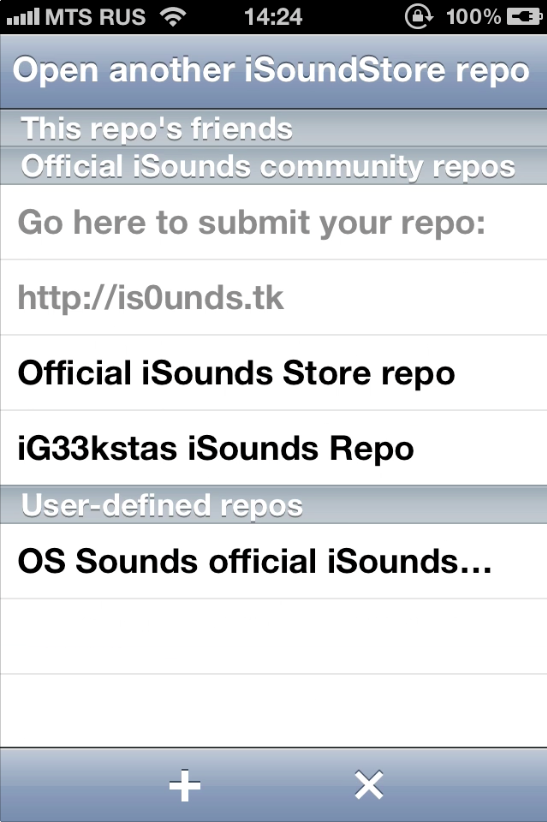 MTS RUS 14:24 100%
Open another iSoundStore repo
This repo's friends
Official iSounds community repos
Go here to submit your repo:
http://is0unds.tk
Official iSounds Store repo
iG33kstas iSounds Repo
User-defined repos
OS Sounds official iSounds...